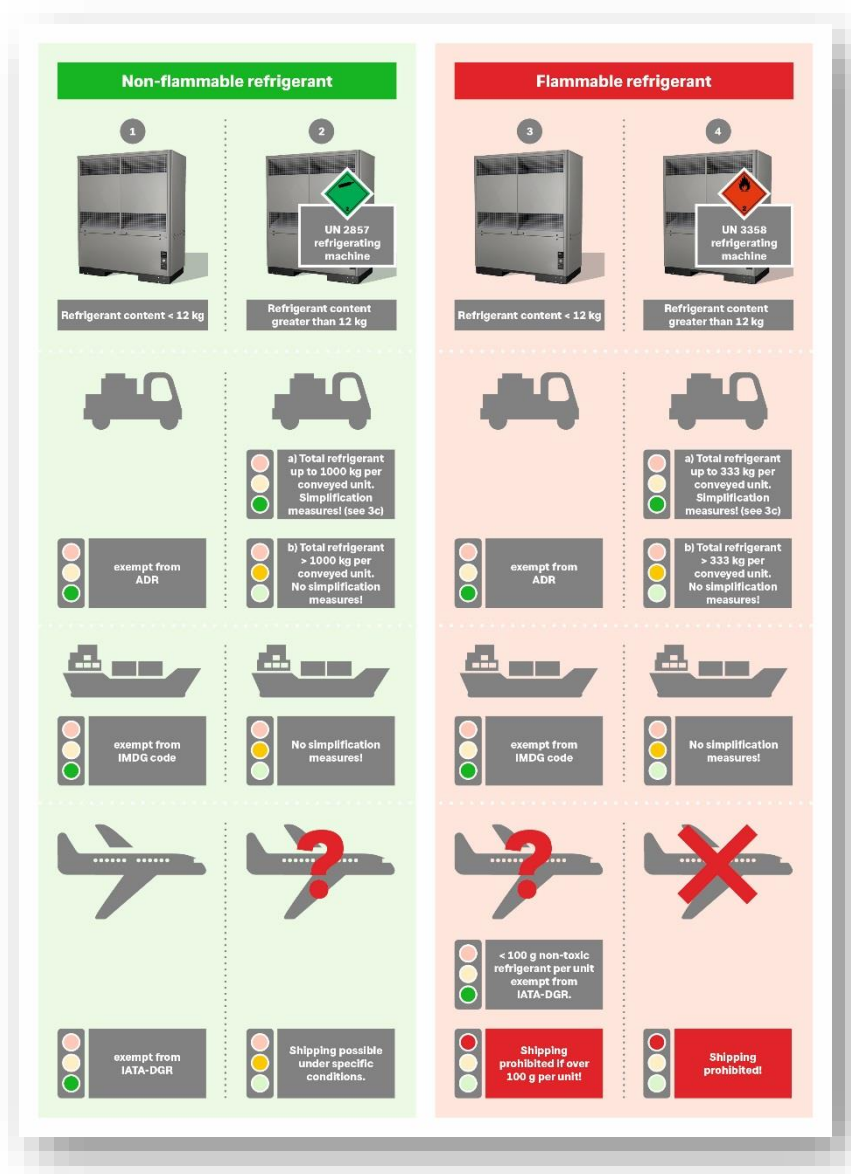 Non-flammable refrigerant
Flammable refrigerant
1
2
3
4
UN 2857
refrigerating
machine
2
UN 3358
refrigerating
machine
Refrigerant content < 12 kg
Refrigerant content
greater than 12 kg
Refrigerant content < 12 kg
Refrigerant content
greater than 12 kg
a) Total refrigerant
up to 1000 kg per
conveyed unit.
Simplification
measures! (see 3c)
a) Total refrigerant
up to 333 kg per
conveyed unit.
Simplification
measures! (see 3c)
exempt from
ADR
b) Total refrigerant
> 1000 kg per
conveyed unit.
No simplification
measures!
exempt from
ADR
b) Total refrigerant
> 333 kg per
conveyed unit.
No simplification
measures!
exempt from
IMDG code
No simplification
measures!
exempt from
IMDG code
No simplification
measures!
?
?
< 100 g non-toxic
refrigerant per unit
exempt from
IATA-DGR.
exempt from
IATA-DGR
Shipping possible
under specific
conditions.
Shipping
prohibited if over
100 g per unit!
Shipping
prohibited!